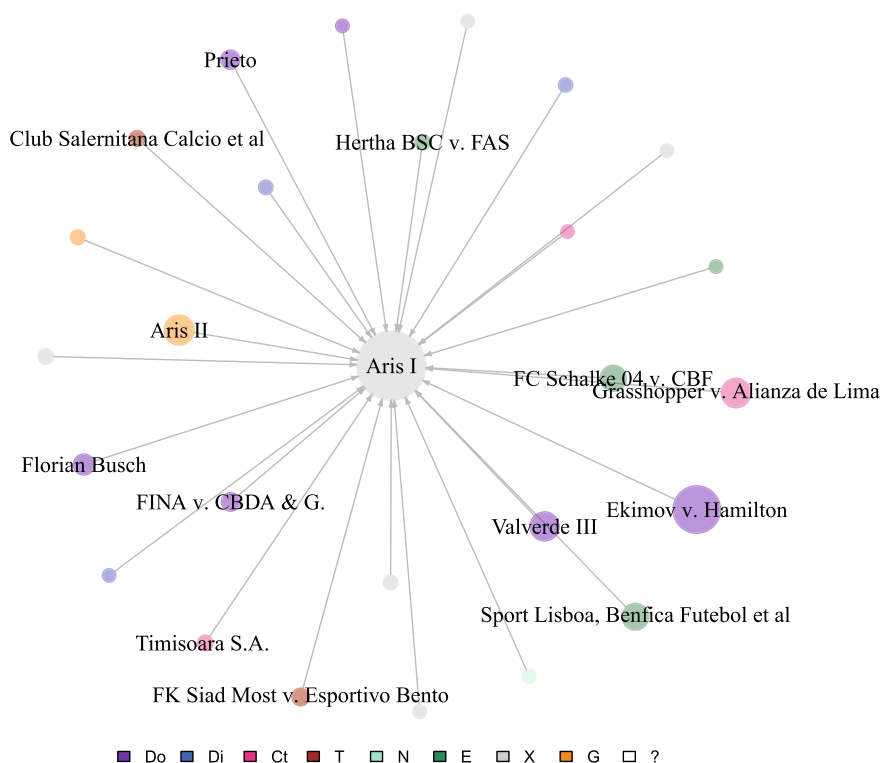 Prieto
Club Salernitana Calcio et al
Hertha BSC v. FAS
Aris II
Aris I
FC Schalke 04 v. CBF
Grasshopper v. Alianza de Lima
Florian Busch
FINA v. CBDA & G.
Ekimov v. Hamilton
Valverde III
Sport Lisboa, Benfica Futebol et al
Timisoara S.A.
FK Siad Most v. Esportivo Bento
Do Di Ct T N E X G ?